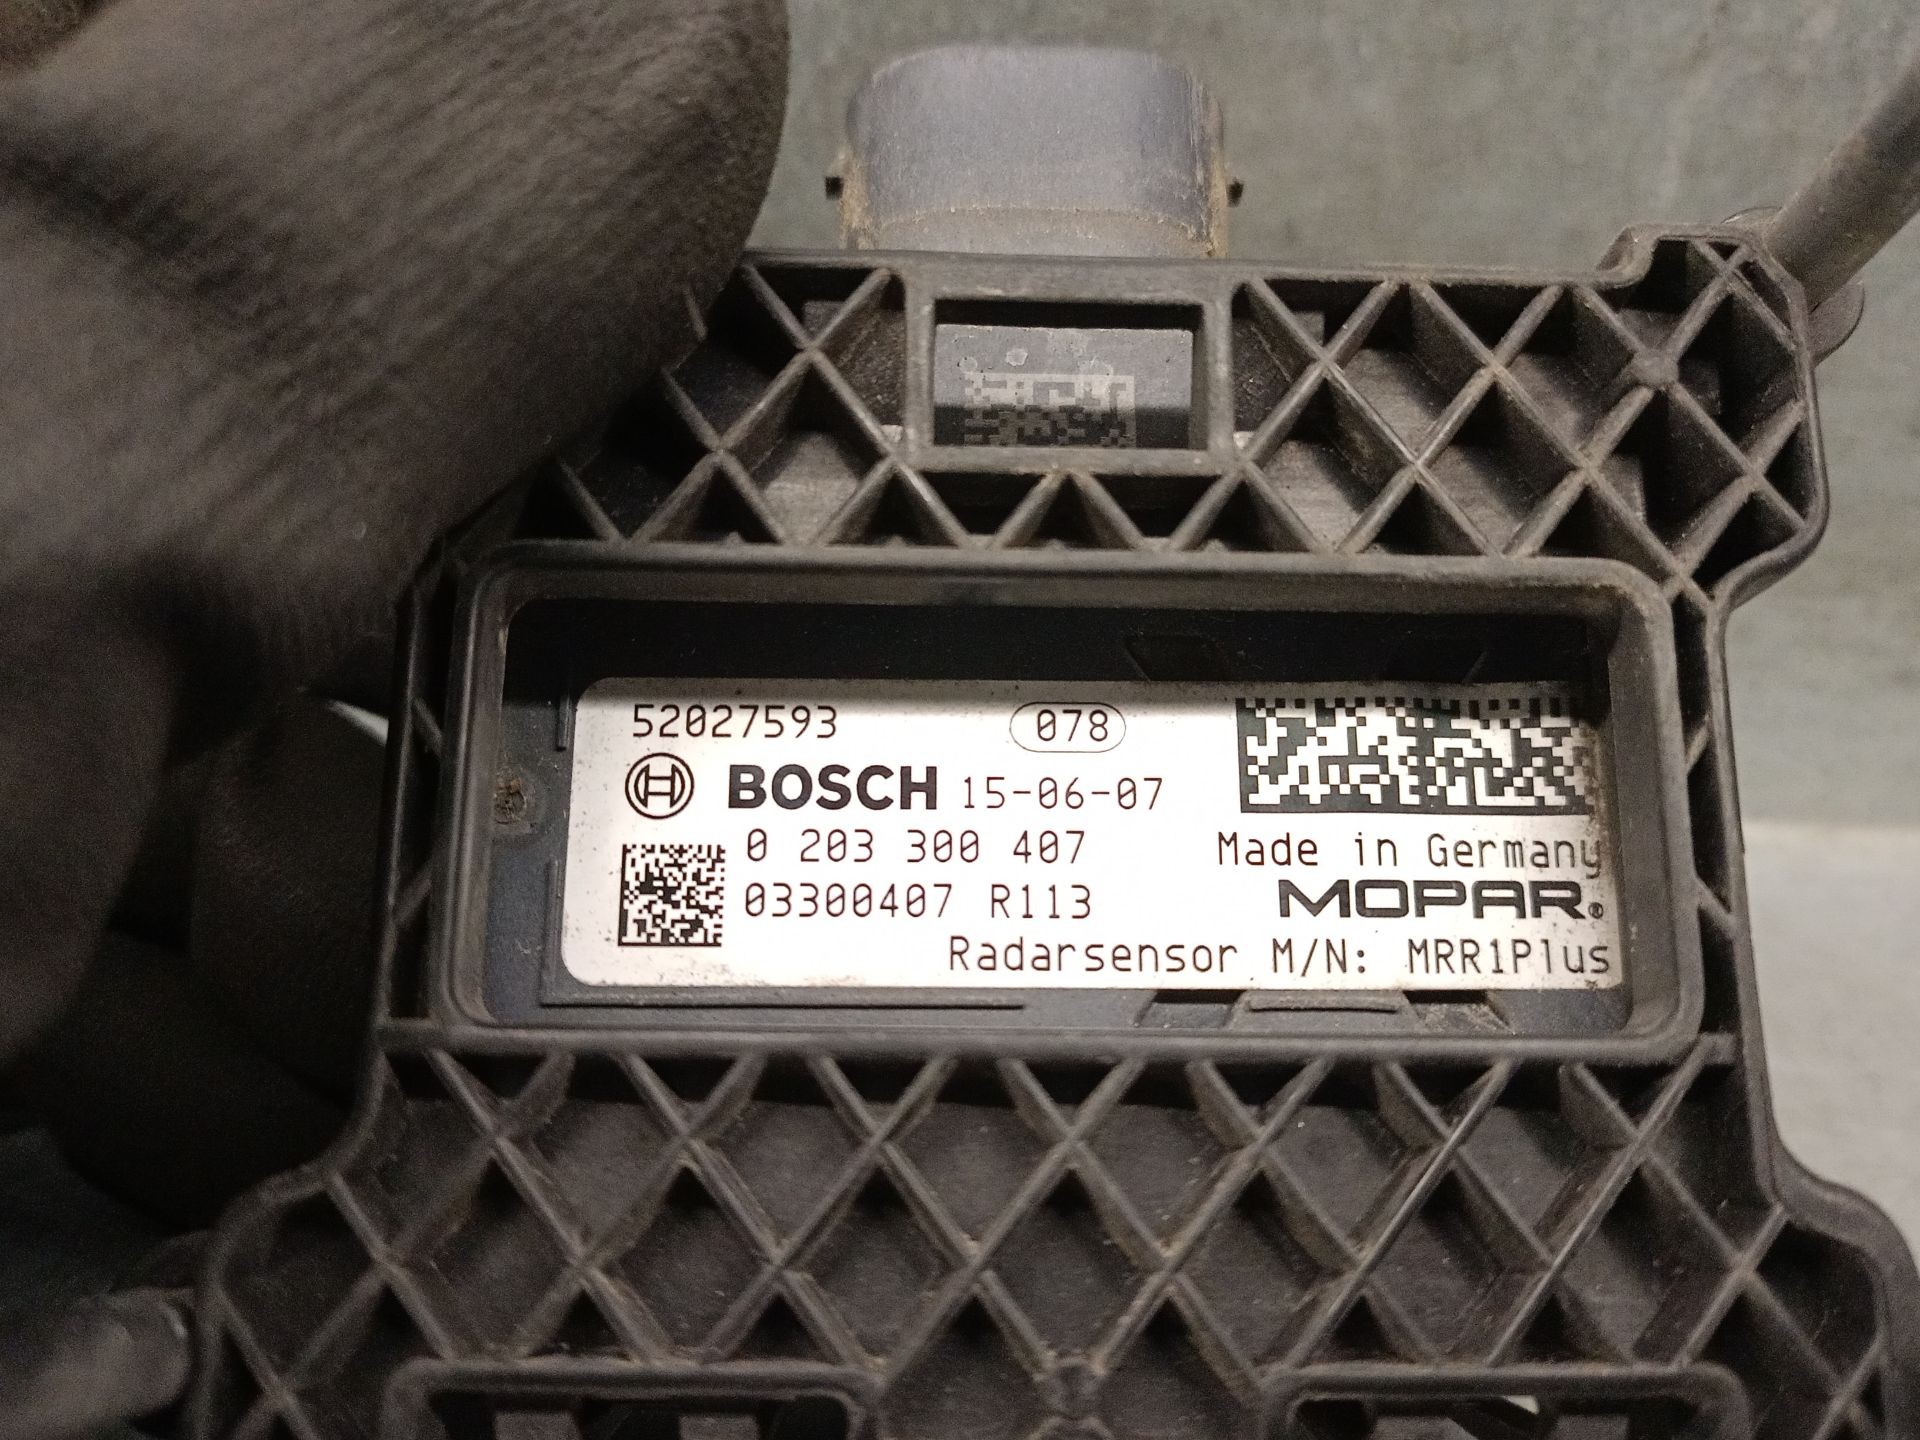 52027593 078
BOSCH 15-06-07
0 203 300 407 Made in Germany
03300407 R113 MOPAR®
Radarsensor M/N: MRR1Plus